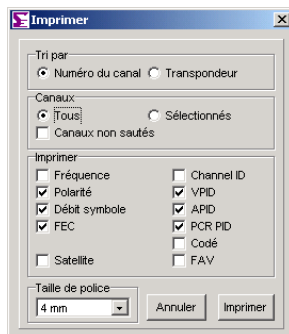 Imprimer
Tri par
Numéro du canal Transpondeur
Canaux
Tous Sélectionnés
Canaux non sautés
Imprimer
Fréquence Channel ID
Polarité VPID
Débit symbole APID
FEC PCR PID
Codé
Satellite FAV
Taille de police
4 mm Annuler Imprimer